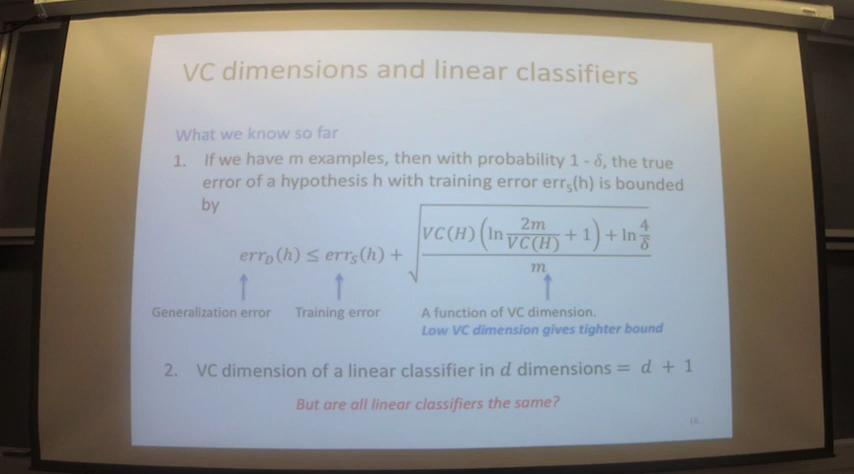 VC dimensions and linear classifiers
What we know so far
1. If we have m examples, then with probability 1 - δ, the true
error of a hypothesis h with training error errₛ(h) is bounded
by
err_D(h) ≤ err_S(h) + √((VC(H)(ln 2m/VC(H) + 1) + ln 4/δ)/m)
Generalization error
Training error
A function of VC dimension.
Low VC dimension gives tighter bound
2. VC dimension of a linear classifier in d dimensions = d + 1
But are all linear classifiers the same?